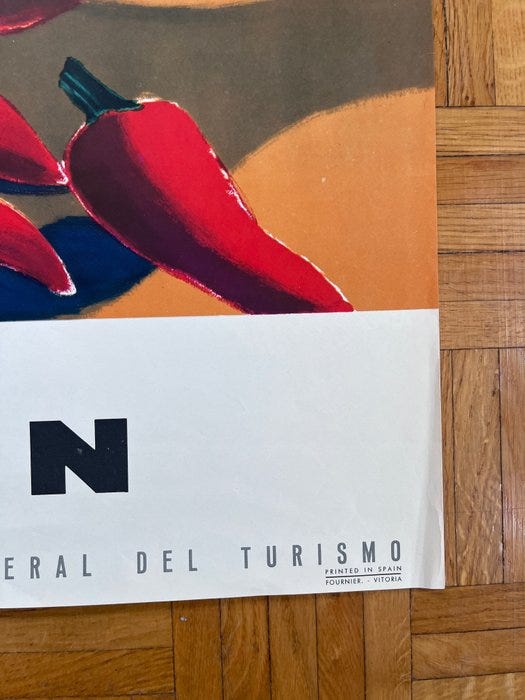 N
ERAL DEL TURISMO
PRINTED IN SPAIN
FOURNIER. - VITORIA